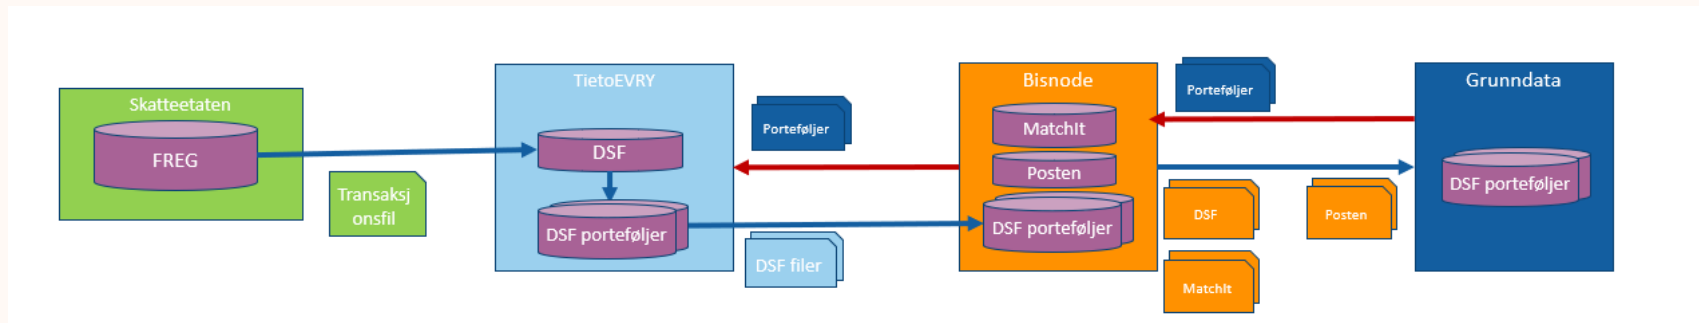 Skatteetaten
FREG
Transaksj
onsfil
TietoEVRY
DSF
DSF porteføljer
Porteføljer
DSF filer
Bisnode
MatchIt
Posten
DSF porteføljer
Porteføljer
DSF
MatchIt
Posten
Grunndata
DSF porteføljer